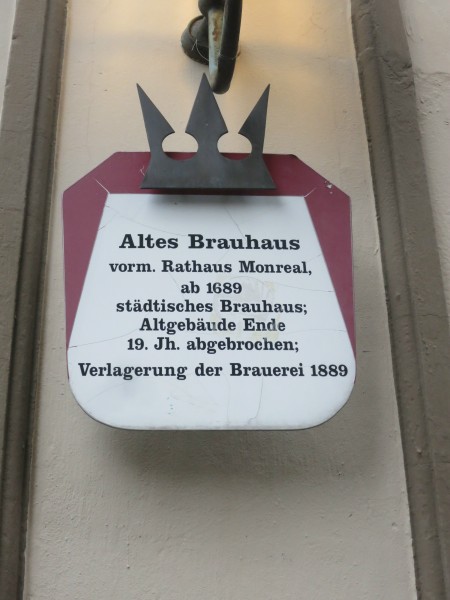 Altes Brauhaus
vorm. Rathaus Monreal,
ab 1689
städtisches Brauhaus;
Altgebäude Ende
19. Jh. abgebrochen;
Verlagerung der Brauerei 1889